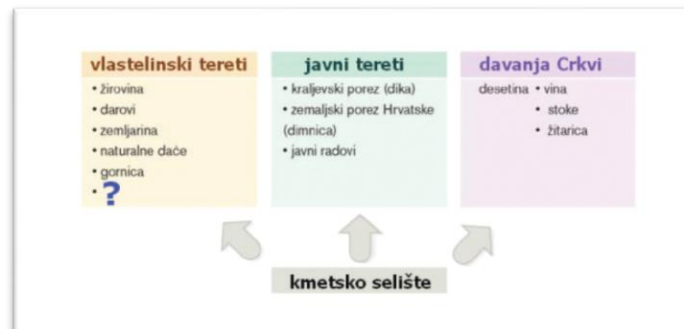 vlastelinski tereti
• žirovina
• darovi
• zemljarina
• naturalne daće
• gornica
• ?
javni tereti
• kraljevski porez (dika)
• zemaljski porez Hrvatske
(dimnica)
• javni radovi
davanja Crkvi
desetina • vina
• stoke
• žitarica
kmetsko selište